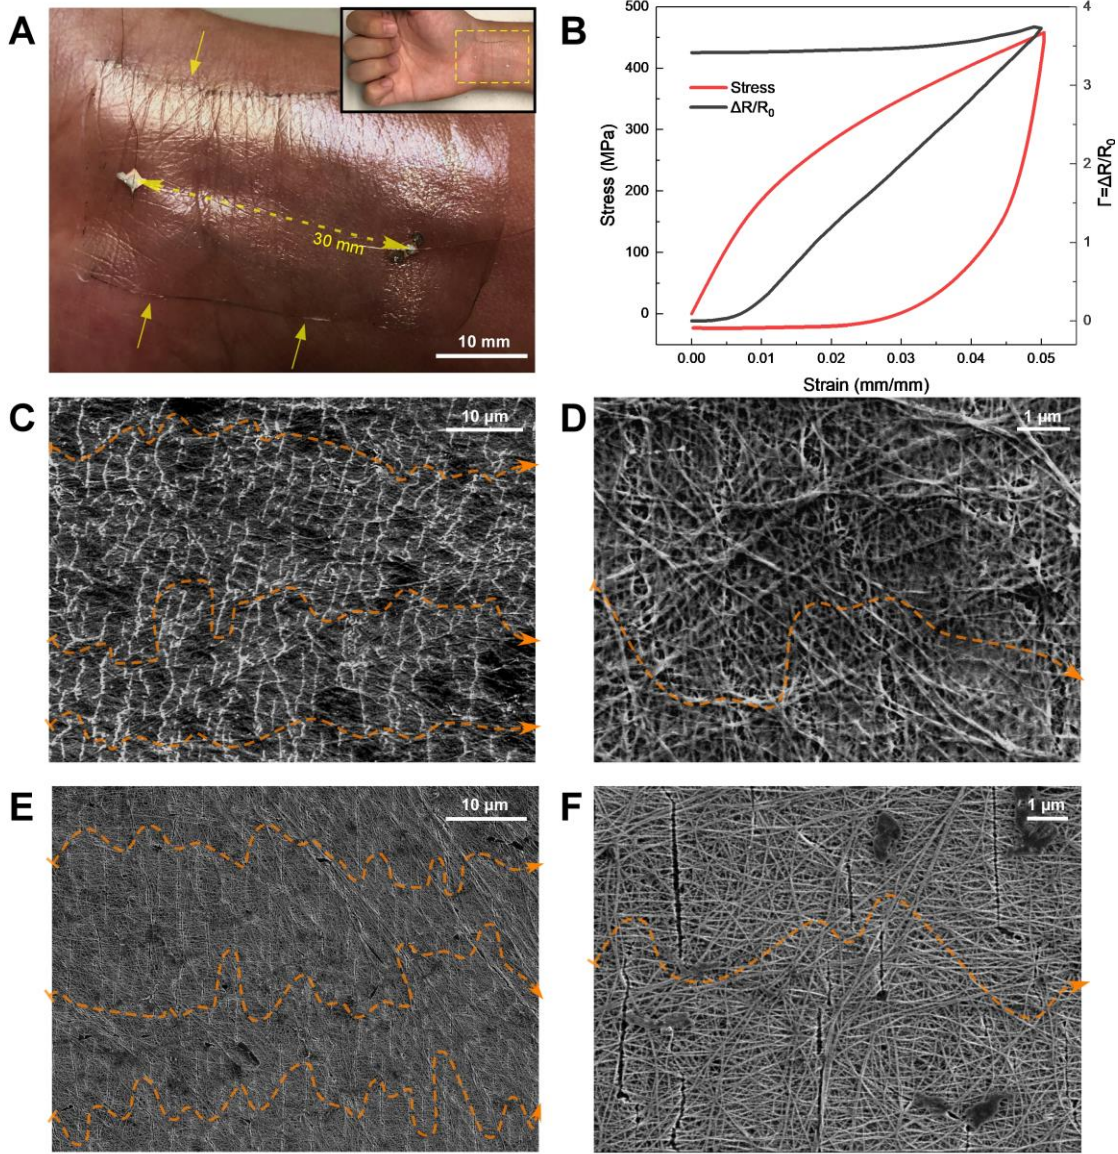 A
30 mm
10 mm
B
500
400
300
200
100
0
Stress (MPa)
Stress
ΔR/R₀
4
3
2
1
0
Γ=ΔR/R₀
0.00 0.01 0.02 0.03 0.04 0.05
Strain (mm/mm)
C
10 µm
D
1 µm
E
10 µm
F
1 µm